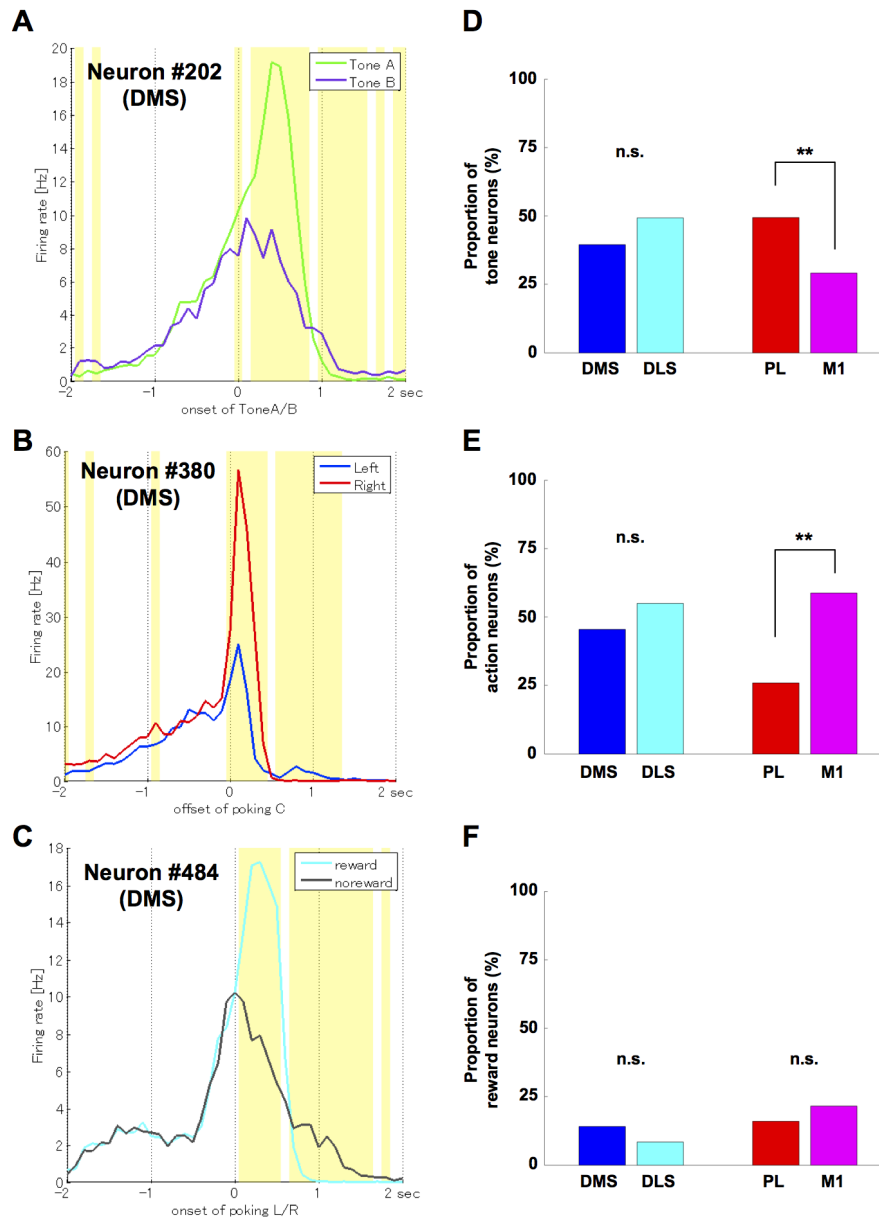 A
Neuron #202
(DMS)
Tone A
Tone B
Firing rate [Hz]
20
18
16
14
12
10
8
6
4
2
0
-2
-1
0
1
2 sec
onset of ToneA/B
B
Neuron #380
(DMS)
Left
Right
Firing rate [Hz]
60
50
40
30
20
10
0
-2
-1
0
1
2 sec
offset of poking C
C
Neuron #484
(DMS)
reward
noreward
Firing rate [Hz]
18
16
14
12
10
8
6
4
2
0
-2
-1
0
1
2 sec
onset of poking L/R
D
Proportion of
tone neurons (%)
100
75
50
25
0
n.s.
**
DMS
DLS
PL
M1
E
Proportion of
action neurons (%)
100
75
50
25
0
n.s.
**
DMS
DLS
PL
M1
F
Proportion of
reward neurons (%)
100
75
50
25
0
n.s.
n.s.
DMS
DLS
PL
M1